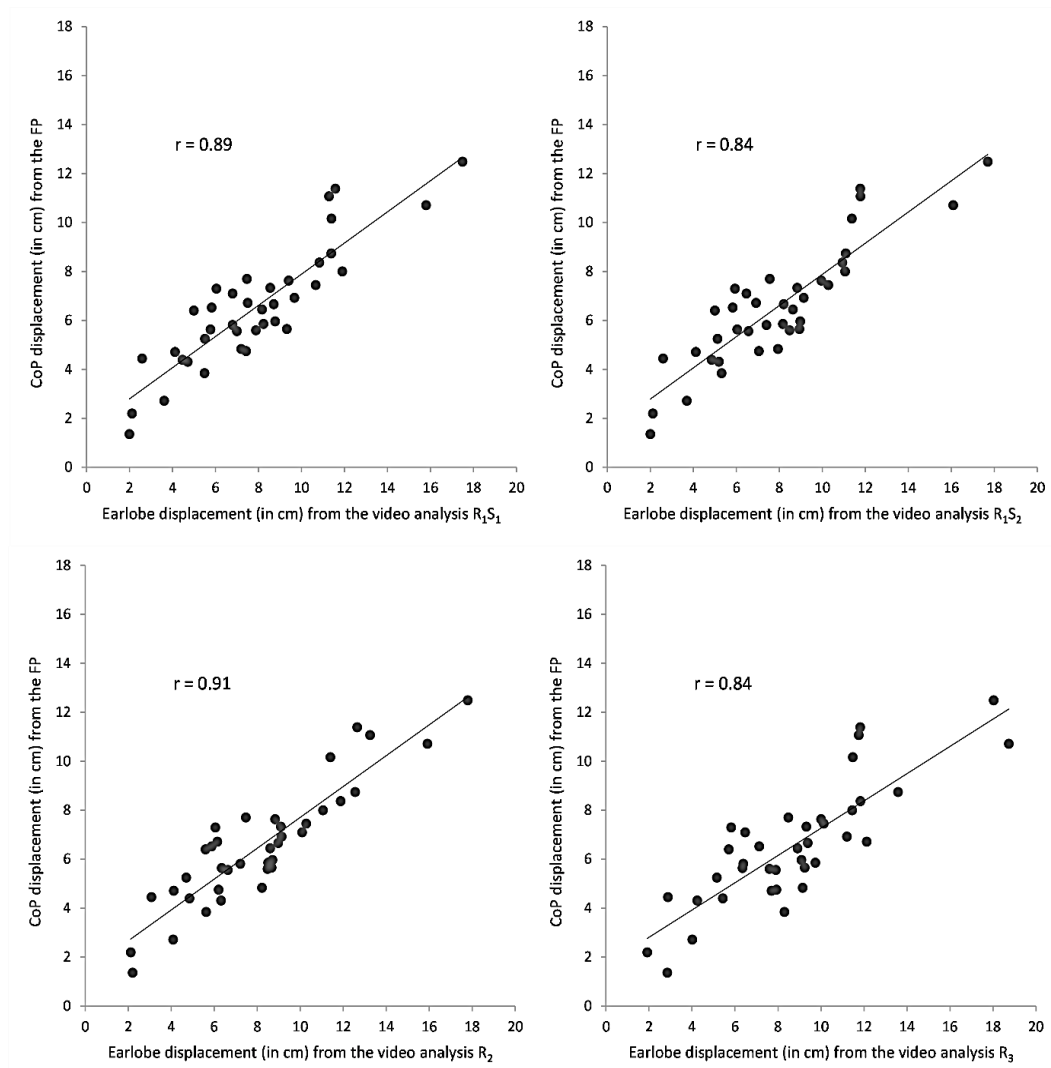 18
16
14
12
10
8
6
4
2
0
CoP displacement (in cm) from the FP
r = 0.89
0 2 4 6 8 10 12 14 16 18 20
Earlobe displacement (in cm) from the video analysis R₁S₁
18
16
14
12
10
8
6
4
2
0
CoP displacement (in cm) from the FP
r = 0.84
0 2 4 6 8 10 12 14 16 18 20
Earlobe displacement (in cm) from the video analysis R₁S₂
18
16
14
12
10
8
6
4
2
0
CoP displacement (in cm) from the FP
r = 0.91
0 2 4 6 8 10 12 14 16 18 20
Earlobe displacement (in cm) from the video analysis R₂
18
16
14
12
10
8
6
4
2
0
CoP displacement (in cm) from the FP
r = 0.84
0 2 4 6 8 10 12 14 16 18 20
Earlobe displacement (in cm) from the video analysis R₃